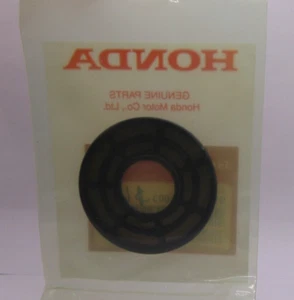 HONDA
GENUINE PARTS
Honda Motor Co., Ltd.